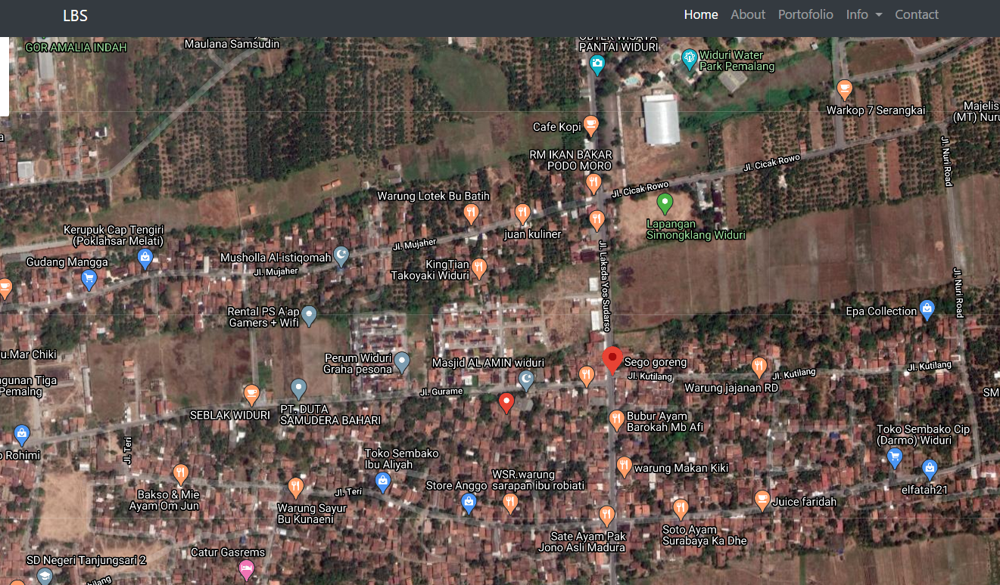 LBS
Home
About
Portofolio
Info
Contact
GOR AMALIA INDAH
Maulana Samsudin
OBYEK WISATA
PANTAI WIDURI
Widuri Water
Park Pemalang
Warkop 7 Serangkai
Majelis
(MT) Nuru
Cafe Kopi
RM IKAN BAKAR
PODO MORO
Jl. Cicak Rowo
Jl. Cicak Rowo
Jl. Nuri Road
Warung Lotek Bu Batih
juan kuliner
Lapangan
Simongklang Widuri
Kerupuk Cap Tengiri
(Poklahsar Melati)
Gudang Mangga
Musholla Al-istiqomah
Jl. Mujaher
Jl. Mujaher
KingTian
Takoyaki Widuri
Jl. Laksda Yos Sudarso
Jl. Nuri Road
Rental PS A'ap
Gamers + Wifi
Epa Collection
u.Mar Chiki
Perum Widuri
Graha pesona
Masjid AL AMIN widuri
Sego goreng
Jl. Kutilang
Jl. Kutilang
Jl. Kutilang
Warung jajanan RD
ngunan Tiga
Pemalng
Jl. Gurame
SM
SEBLAK WIDURI
PT. DUTA
SAMUDERA BAHARI
Bubur Ayam
Barokah Mb Afi
Toko Sembako Cip
(Darmo) Widuri
o Rohimi
Jl. Teri
Toko Sembako
Ibu Aliyah
Store Anggo
WSR.warung
sarapan ibu robiati
warung Makan Kiki
elfatah21
Bakso & Mie
Ayam Om Jun
Warung Sayur
Bu Kunaeni
Jl. Teri
Juice faridah
Sate Ayam Pak
Jono Asli Madura
Soto Ayam
Surabaya Ka Dhe
Catur Gasrems
SD Negeri Tanjungsari 2